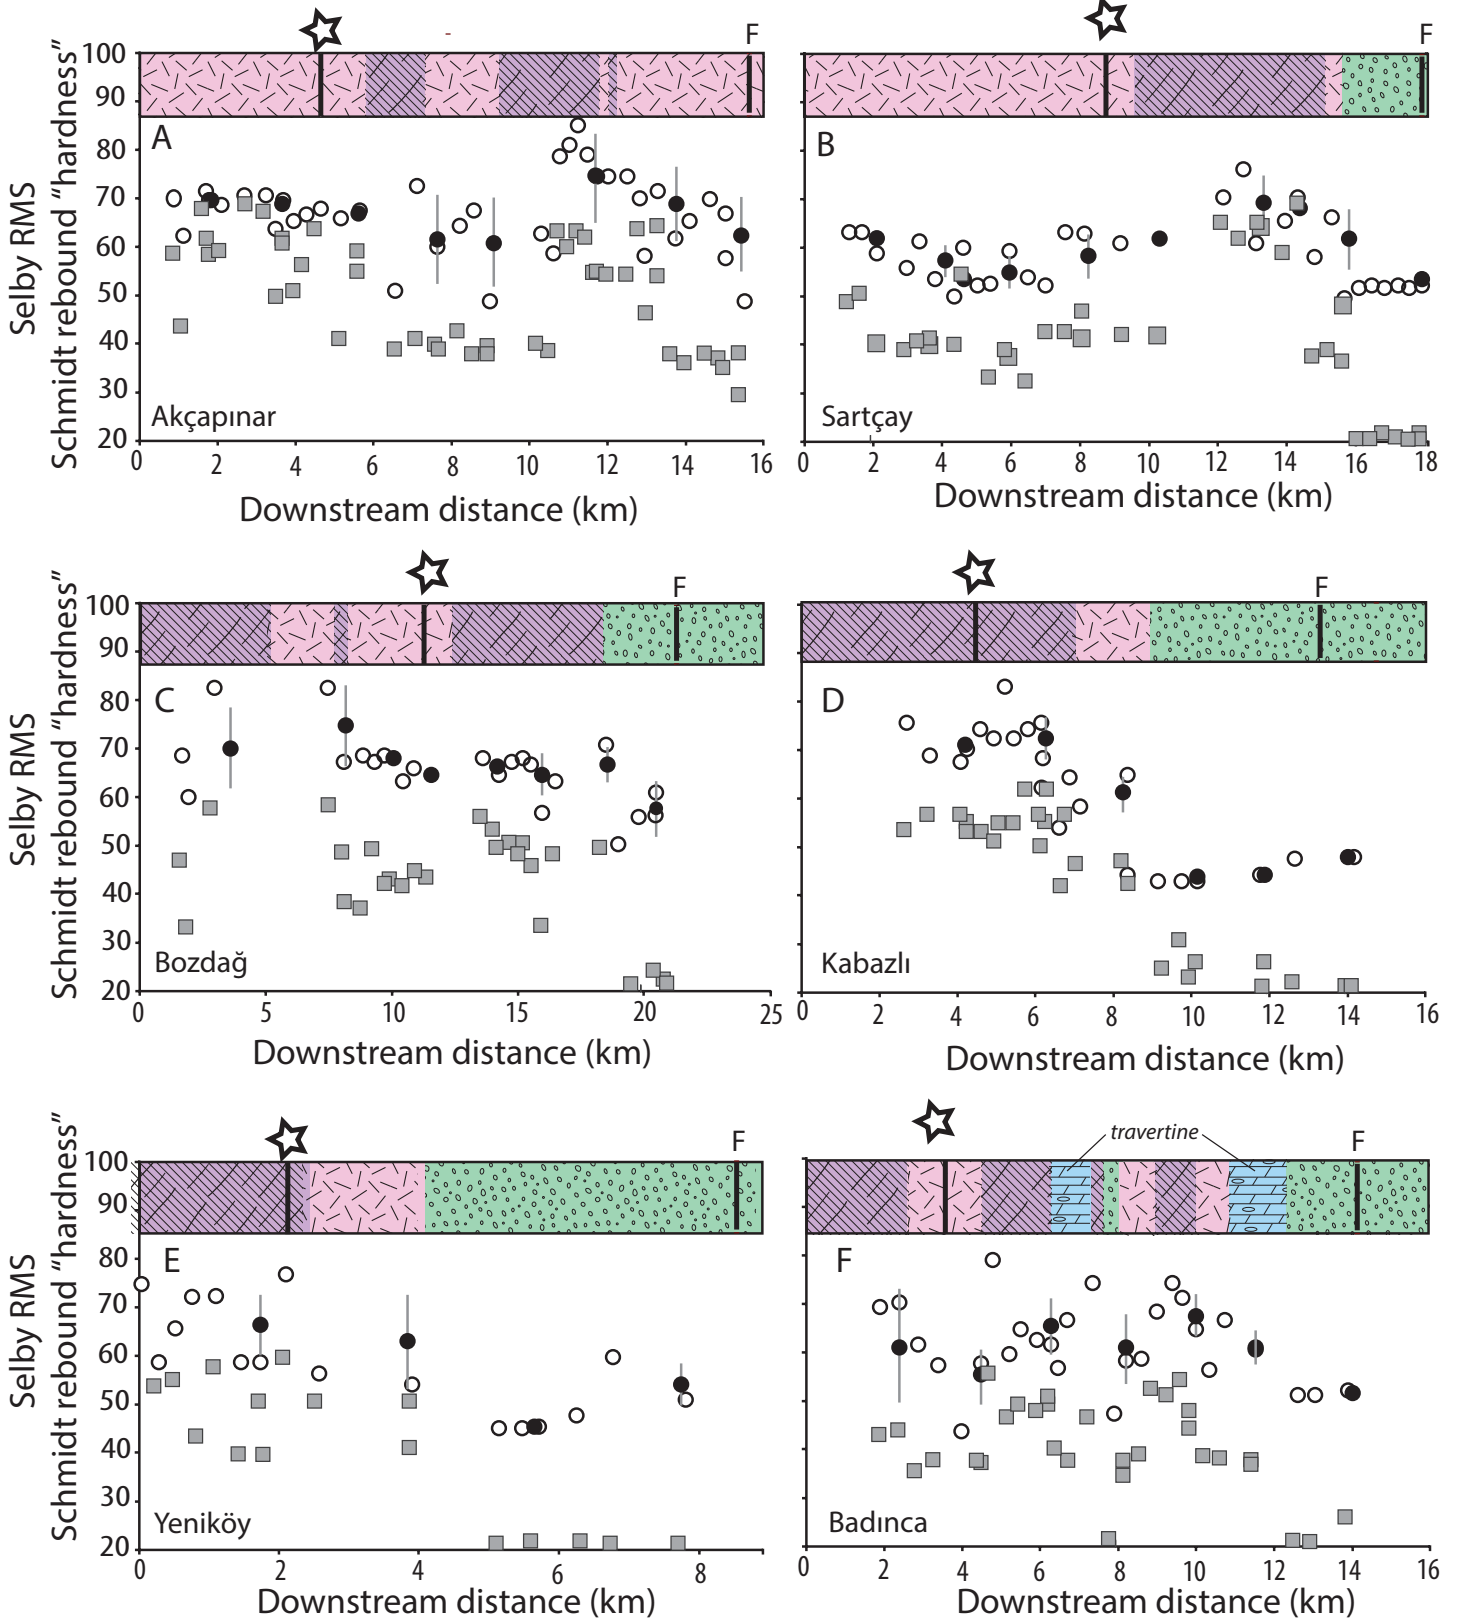 F
F
100
90
80
70
60
50
40
30
20
Selby RMS
Schmidt rebound “hardness”
A
Akçapınar
0 2 4 6 8 10 12 14 16
Downstream distance (km)
B
Sartçay
0 2 4 6 8 10 12 14 16 18
Downstream distance (km)
F
F
100
90
80
70
60
50
40
30
20
Selby RMS
Schmidt rebound “hardness”
C
Bozdağ
0 5 10 15 20 25
Downstream distance (km)
D
Kabazlı
0 2 4 6 8 10 12 14 16
Downstream distance (km)
F
travertine
F
100
90
80
70
60
50
40
30
20
Selby RMS
Schmidt rebound “hardness”
E
Yeniköy
0 2 4 6 8
Downstream distance (km)
F
Badınca
0 2 4 6 8 10 12 14 16
Downstream distance (km)